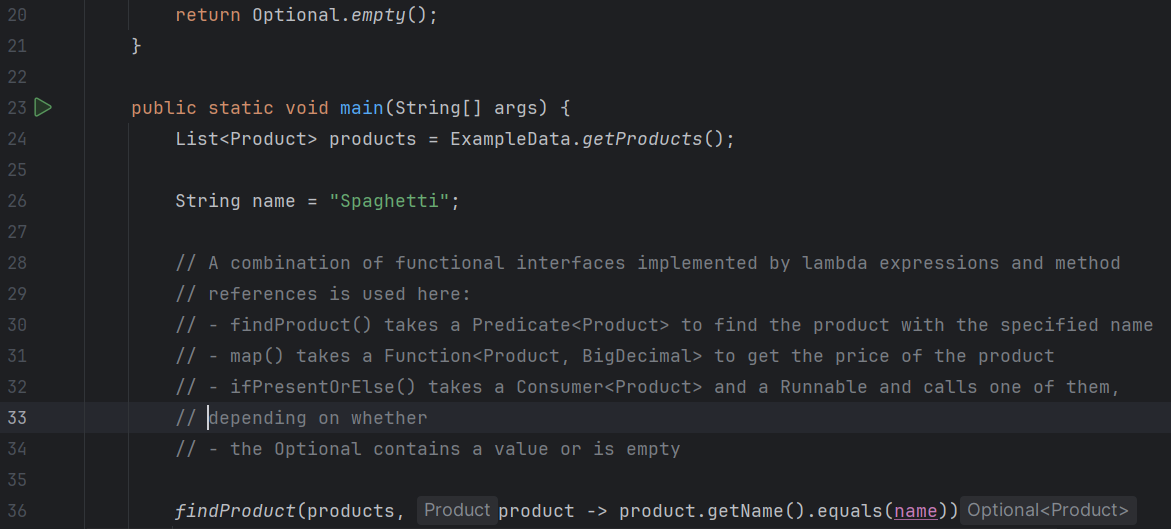 20 return Optional.empty();
21 }
22
23 public static void main(String[] args) {
24 List<Product> products = ExampleData.getProducts();
25
26 String name = "Spaghetti";
27
28 // A combination of functional interfaces implemented by lambda expressions and method
29 // references is used here:
30 // - findProduct() takes a Predicate<Product> to find the product with the specified name
31 // - map() takes a Function<Product, BigDecimal> to get the price of the product
32 // - ifPresentOrElse() takes a Consumer<Product> and a Runnable and calls one of them,
33 // depending on whether
34 // - the Optional contains a value or is empty
35
36 findProduct(products, Product product -> product.getName().equals(name)) Optional<Product>